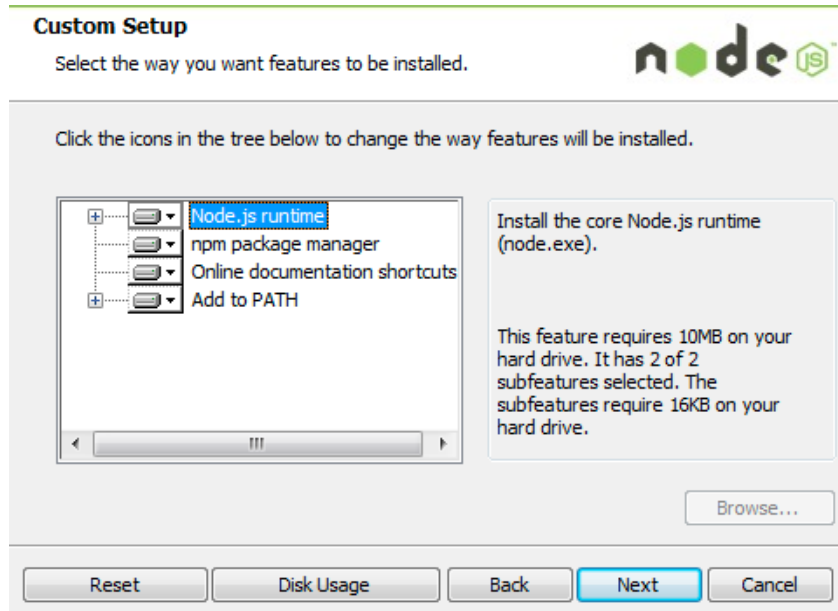 Custom Setup
Select the way you want features to be installed.
node
JS
Click the icons in the tree below to change the way features will be installed.
Node.js runtime
npm package manager
Online documentation shortcuts
Add to PATH
Install the core Node.js runtime
(node.exe).
This feature requires 10MB on your
hard drive. It has 2 of 2
subfeatures selected. The
subfeatures require 16KB on your
hard drive.
Browse...
Reset
Disk Usage
Back
Next
Cancel